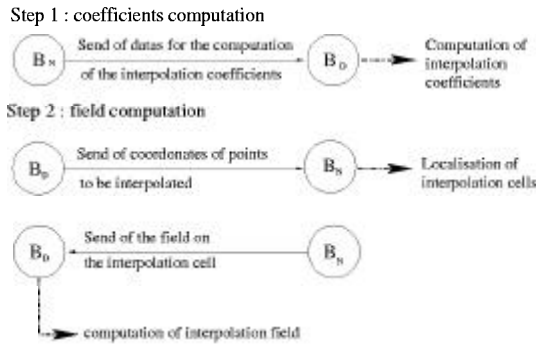 Step 1 : coefficients computation
B N
Send of datas for the computation
of the interpolation coefficients
B D
Computation of
interpolation
coefficients
Step 2 : field computation
B D
Send of coordonates of points
to be interpolated
B N
Localisation of
interpolation cells
B D
Send of the field on
the interpolation cell
B N
computation of interpolation field